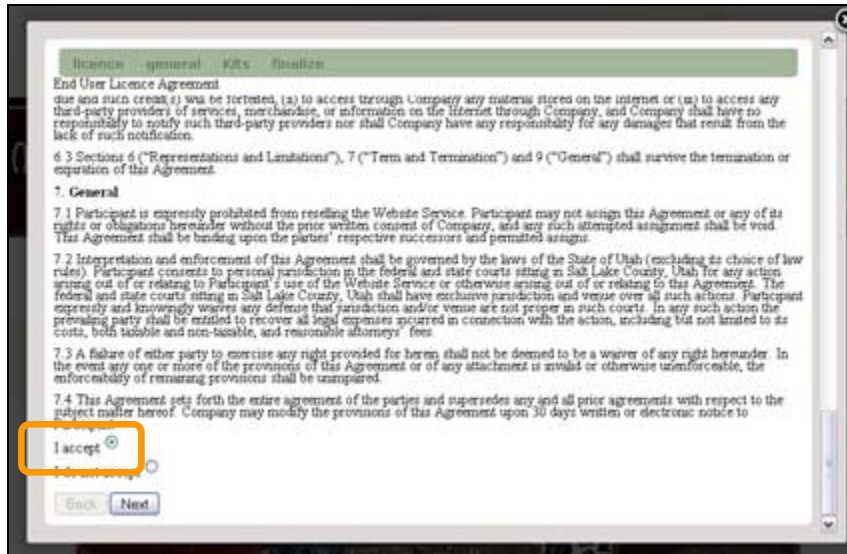 licence general Kits finalize
End User Licence Agreement
due and such credit(s) will be forfeited, (ii) to access through Company any material stored on the internet or (iii) to access any
third-party providers of services, merchandise, or information on the Internet through Company, and Company shall have no
responsibility to notify such third-party providers nor shall Company have any responsibility for any damages that result from the
lack of such notification.
6.3 Sections 6 ("Representations and Limitations"), 7 ("Term and Termination") and 9 ("General") shall survive the termination or
expiration of this Agreement.
7. General
7.1 Participant is expressly prohibited from reselling the Website Service. Participant may not assign this Agreement or any of its
rights or obligations hereunder without the prior written consent of Company, and any such attempted assignment shall be void.
This Agreement shall be binding upon the parties' respective successors and permitted assigns.
7.2 Interpretation and enforcement of this Agreement shall be governed by the laws of the State of Utah (excluding its choice of law
rules). Participant consents to personal jurisdiction in the federal and state courts sitting in Salt Lake County, Utah for any action
arising out of or relating to Participant's use of the Website Service or otherwise arising out of or relating to this Agreement. The
federal and state courts sitting in Salt Lake County, Utah shall have exclusive jurisdiction and venue over all such actions. Participant
expressly and knowingly waives any defense that jurisdiction and/or venue are not proper in such courts. In any such action the
prevailing party shall be entitled to recover all legal expenses incurred in connection with the action, including but not limited to its
costs, both taxable and non-taxable, and reasonable attorneys' fees.
7.3 A failure of either party to exercise any right provided for herein shall not be deemed to be a waiver of any right hereunder. In
the event any one or more of the provisions of this Agreement or of any attachment is invalid or otherwise unenforceable, the
enforceability of remaining provisions shall be unimpaired.
7.4 This Agreement sets forth the entire agreement of the parties and supersedes any and all prior agreements with respect to the
subject matter hereof. Company may modify the provisions of this Agreement upon 30 days written or electronic notice to
Participant.
I accept
I do not accept
Back Next